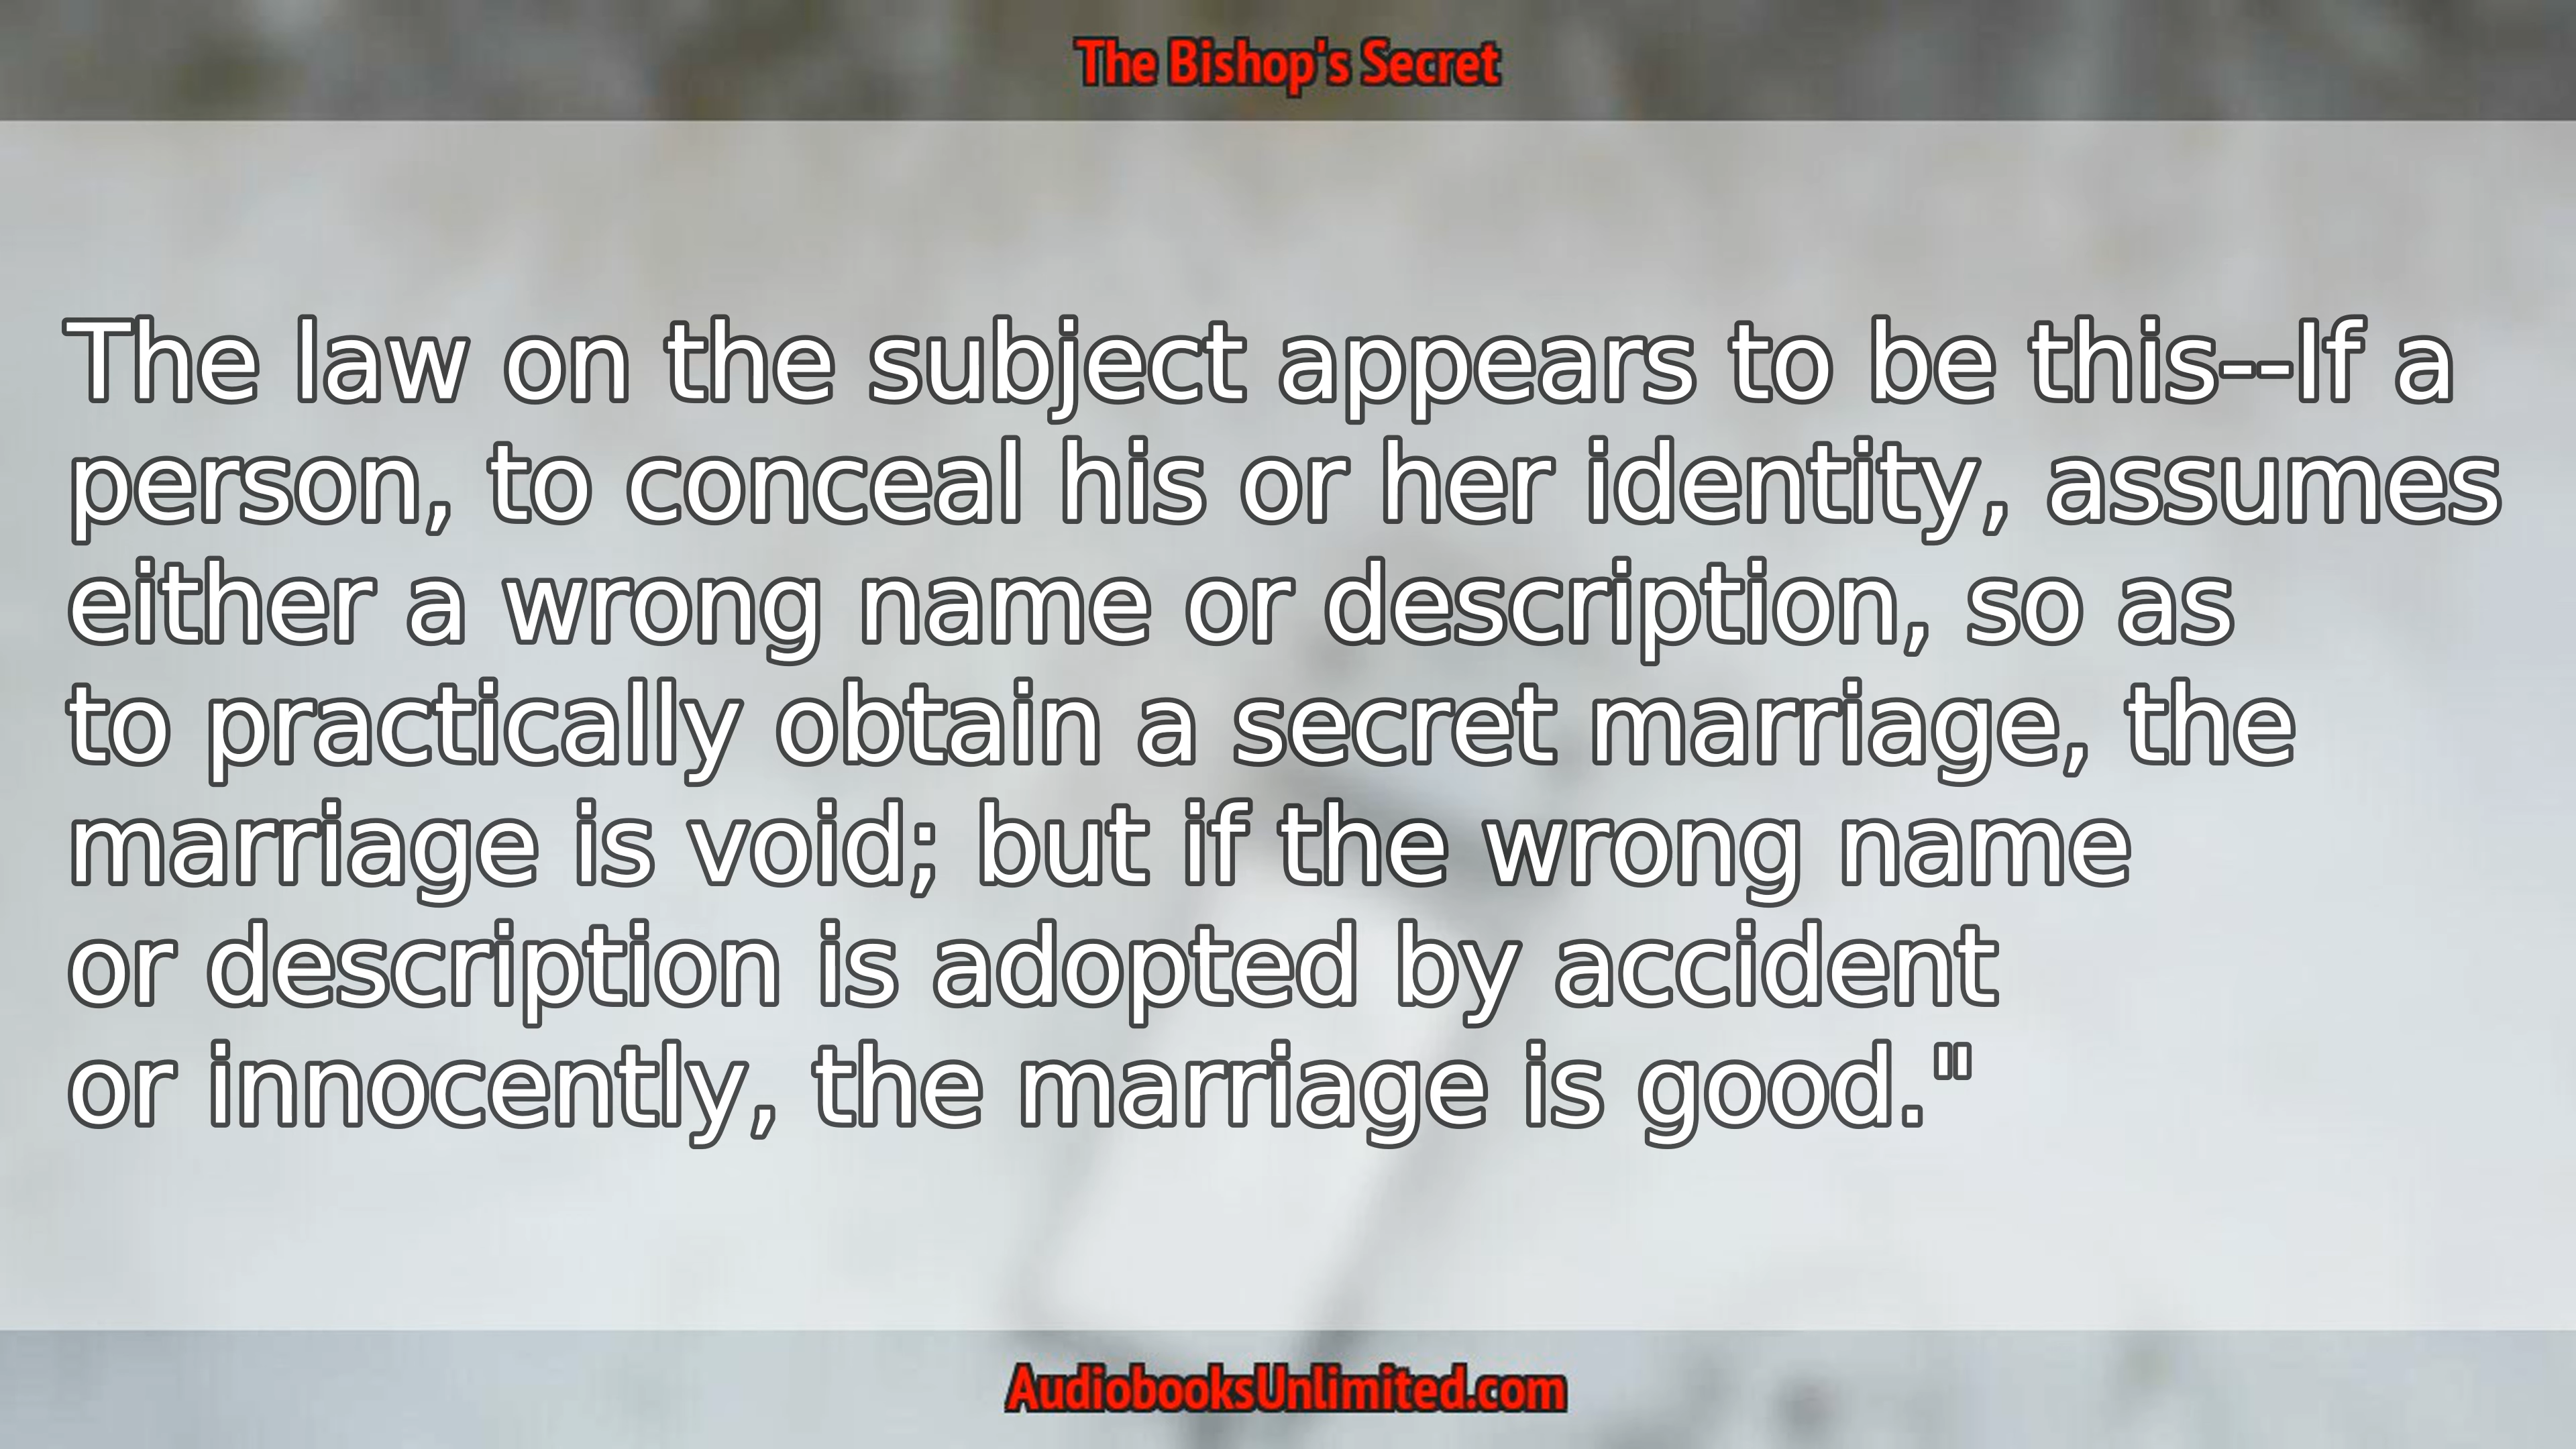 The Bishop's Secret
The law on the subject appears to be this--If a
person, to conceal his or her identity, assumes
either a wrong name or description, so as
to practically obtain a secret marriage, the
marriage is void; but if the wrong name
or description is adopted by accident
or innocently, the marriage is good."
AudiobooksUnlimited.com